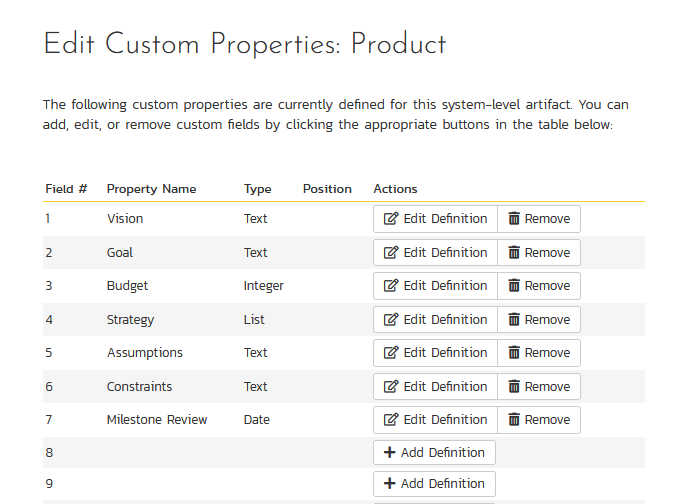 Edit Custom Properties: Product
The following custom properties are currently defined for this system-level artifact. You can
add, edit, or remove custom fields by clicking the appropriate buttons in the table below:
Field # Property Name Type Position Actions
1 Vision Text Edit Definition Remove
2 Goal Text Edit Definition Remove
3 Budget Integer Edit Definition Remove
4 Strategy List Edit Definition Remove
5 Assumptions Text Edit Definition Remove
6 Constraints Text Edit Definition Remove
7 Milestone Review Date Edit Definition Remove
8 Add Definition
9 Add Definition